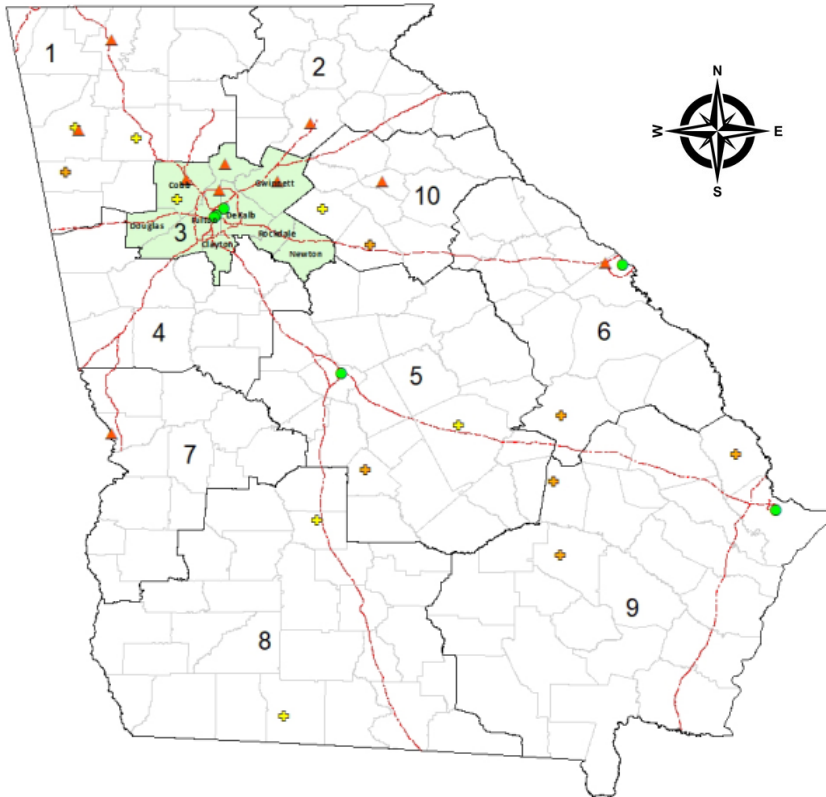 1
2
N
W
E
S
Cobb
Gwinnett
10
Fulton
DeKalb
Douglas
3
Rockdale
Clayton
Newton
4
5
6
7
8
9